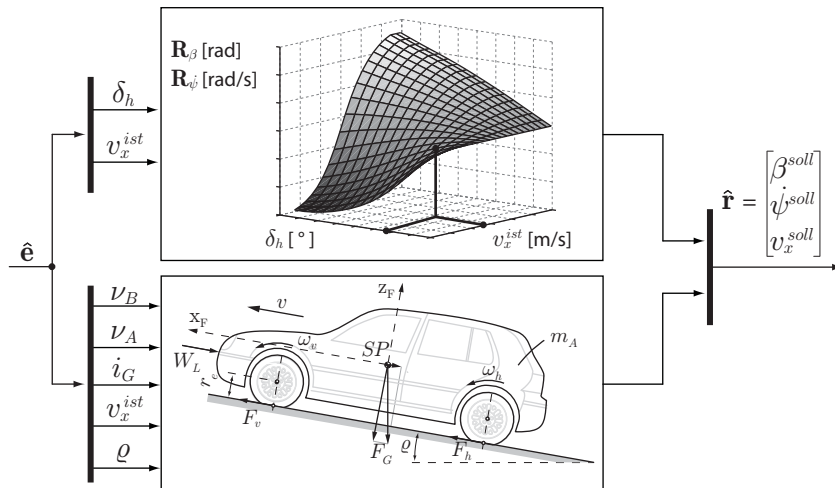 R_β [rad]
R_ψ̇ [rad/s]
δ_h
v_x^{ist}
δ_h [°]
v_x^{ist} [m/s]
ê
r̂ = [β^{soll}
ψ̇^{soll}
v_x^{soll}]
ν_B
ν_A
i_G
v_x^{ist}
ϱ
v
z_F
x_F
ω_v
SP
m_A
W_L
ω_h
F_v
F_G
ϱ
F_h